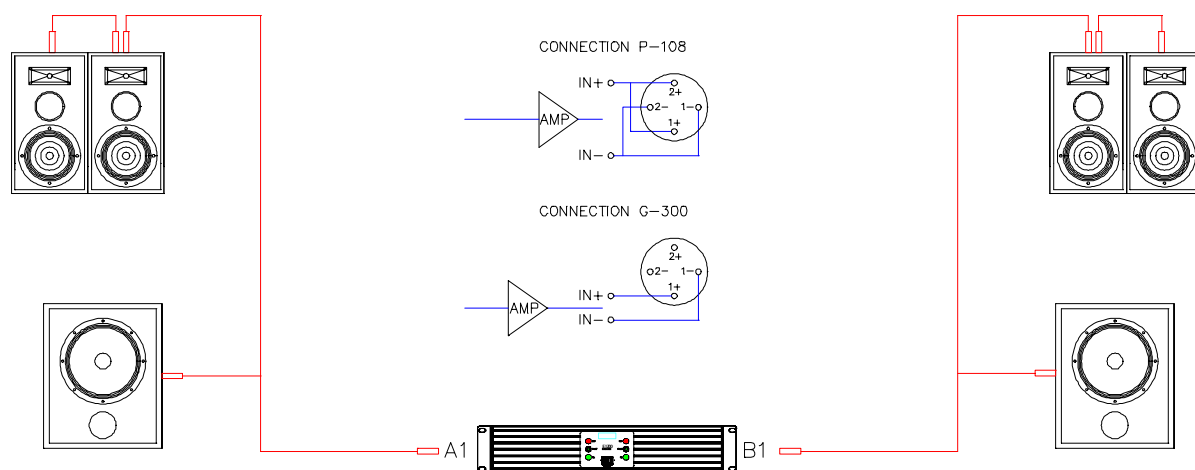 CONNECTION P-108
IN+
2+
2- 1-
AMP
1+
IN-
CONNECTION G-300
2+
2- 1-
IN+
1+
AMP
IN-
A1
B1